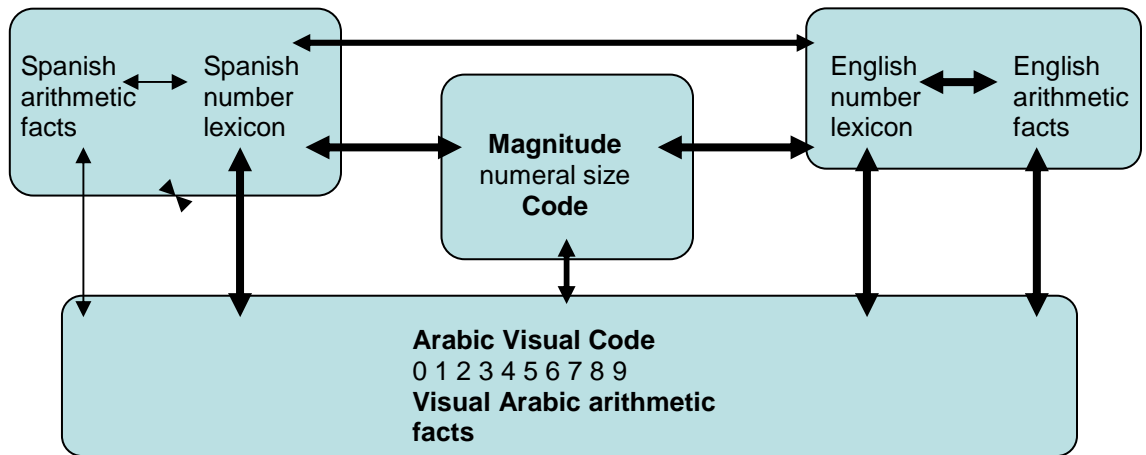 Spanish
arithmetic
facts
Spanish
number
lexicon
Magnitude
numeral size
Code
English
number
lexicon
English
arithmetic
facts
Arabic Visual Code
0 1 2 3 4 5 6 7 8 9
Visual Arabic arithmetic
facts